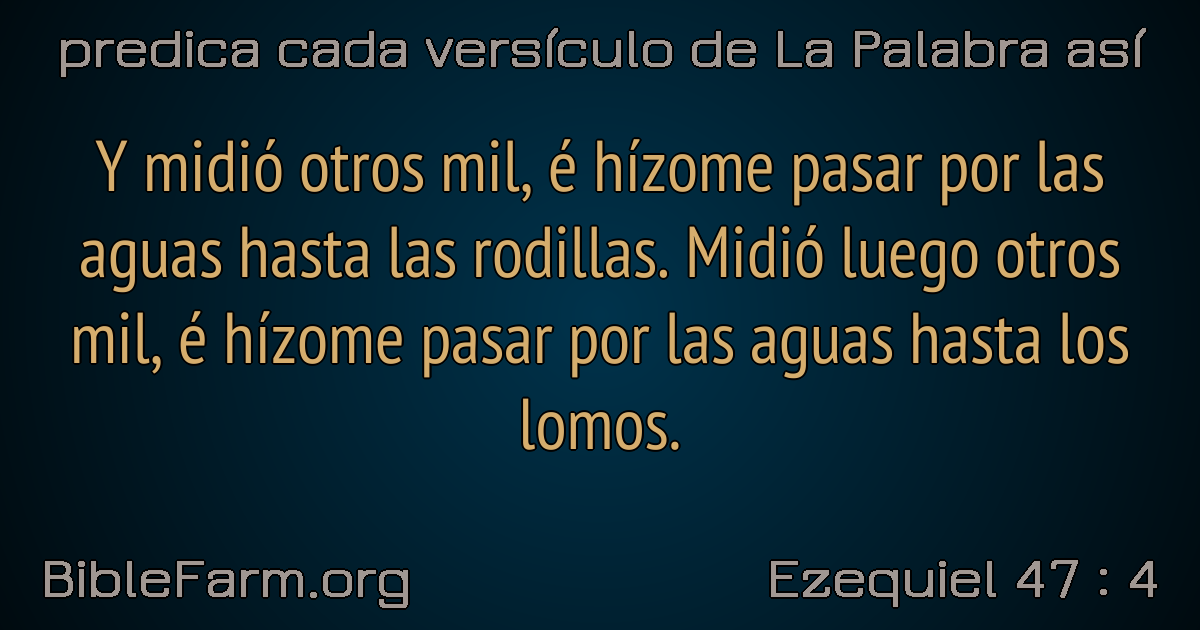 predica cada versículo de La Palabra así
Y midió otros mil, é hízome pasar por las
aguas hasta las rodillas. Midió luego otros
mil, é hízome pasar por las aguas hasta los
lomos.
BibleFarm.org
Ezequiel 47 : 4